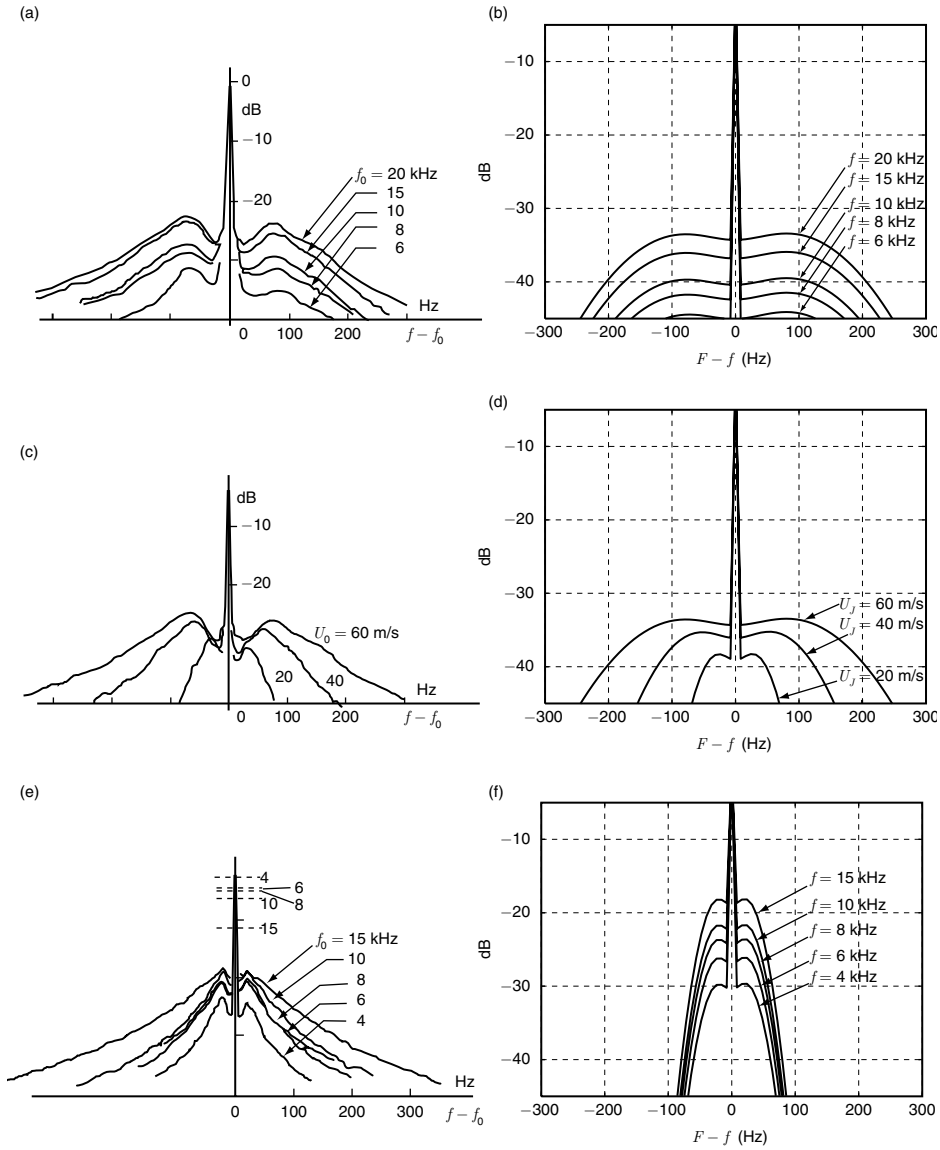 (a)
0
dB
−10
−20
f₀ = 20 kHz
15
10
8
6
Hz
0 100 200
f − f₀
(b)
−10
−20
−30
−40
dB
f = 20 kHz
f = 15 kHz
f = 10 kHz
f = 8 kHz
f = 6 kHz
−300 −200 −100 0 100 200 300
F − f (Hz)
(c)
dB
−10
−20
U₀ = 60 m/s
20
40
Hz
0 100 200
f − f₀
(d)
−10
−20
−30
−40
dB
U_J = 60 m/s
U_J = 40 m/s
U_J = 20 m/s
−300 −200 −100 0 100 200 300
F − f (Hz)
(e)
4
6
8
10
15
f₀ = 15 kHz
10
8
6
4
Hz
0 100 200 300
f − f₀
(f)
−10
−20
−30
−40
dB
f = 15 kHz
f = 10 kHz
f = 8 kHz
f = 6 kHz
f = 4 kHz
−300 −200 −100 0 100 200 300
F − f (Hz)